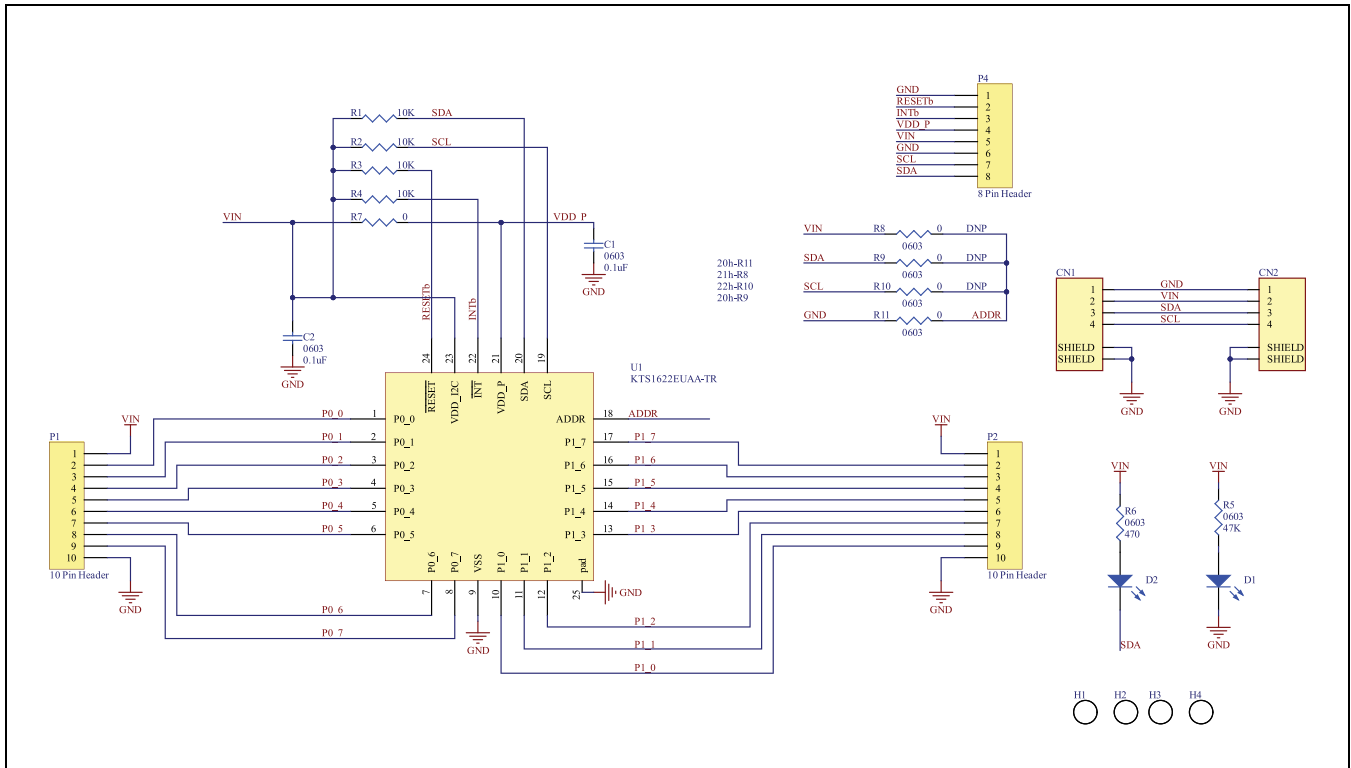 R1 10K SDA
R2 10K SCL
R3 10K
R4 10K
VIN R7 0 VDD_P
C1
0603
0.1uF
GND
RESETb
INTb
C2
0603
0.1uF
GND
P4
GND 1
RESETb 2
INTb 3
VDD_P 4
VIN 5
GND 6
SCL 7
SDA 8
8 Pin Header
VIN R8 0 DNP
0603
SDA R9 0 DNP
0603
SCL R10 0 DNP
0603
GND R11 0 ADDR
0603
20h-R11
21h-R8
22h-R10
20h-R9
CN1 CN2
1 GND 1
2 VIN 2
3 SDA 3
4 SCL 4
SHIELD SHIELD
SHIELD SHIELD
GND GND
U1
KTS1622EUAA-TR
24 23 22 21 20 19
RESET VDD_I2C INT VDD_P SDA SCL
P0_0 1 P0_0
P0_1 2 P0_1
P0_2 3 P0_2
P0_3 4 P0_3
P0_4 5 P0_4
P0_5 6 P0_5
ADDR 18 ADDR
P1_7 17 P1_7
P1_6 16 P1_6
P1_5 15 P1_5
P1_4 14 P1_4
P1_3 13 P1_3
P0_6 P0_7 VSS P1_0 P1_1 P1_2 pad
7 8 9 10 11 12 25
GND
GND
P0_6
P0_7
P1_2
P1_1
P1_0
VIN
P1
1
2
3
4
5
6
7
8
9
10
10 Pin Header
GND
VIN
P2
1
2
3
4
5
6
7
8
9
10
10 Pin Header
GND
VIN
R6
0603
470
D2
SDA
VIN
R5
0603
47K
D1
GND
H1 H2 H3 H4